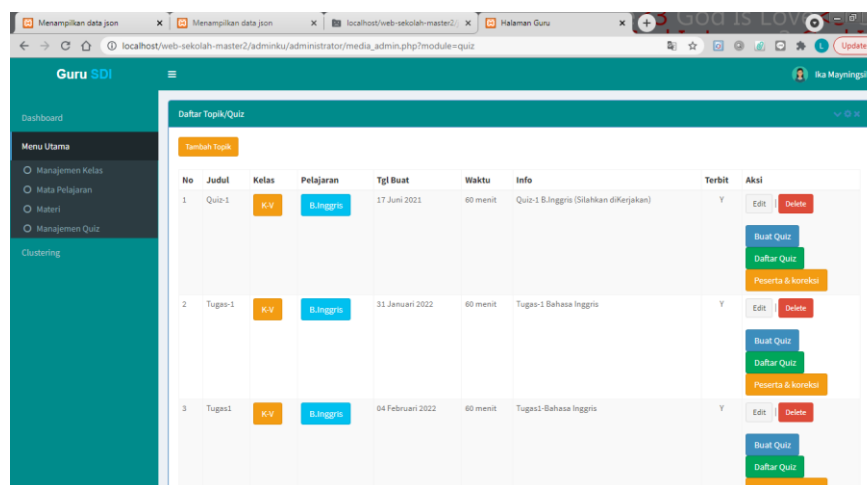 Menampilkan data json
Menampilkan data json
localhost/web-sekolah-master2/
Halaman Guru
localhost/web-sekolah-master2/adminku/administrator/media_admin.php?module=quiz
Update
Guru SDI
Ika Mayningsi
Dashboard
Menu Utama
Manajemen Kelas
Mata Pelajaran
Materi
Manajemen Quiz
Clustering
Daftar Topik/Quiz
Tambah Topik
No Judul Kelas Pelajaran Tgl Buat Waktu Info Terbit Aksi
1 Quiz-1 K-V B.Inggris 17 Juni 2021 60 menit Quiz-1 B.Inggris (Silahkan diKerjakan) Y Edit | Delete
Buat Quiz
Daftar Quiz
Peserta & koreksi
2 Tugas-1 K-V B.Inggris 31 Januari 2022 60 menit Tugas-1 Bahasa Inggris Y Edit | Delete
Buat Quiz
Daftar Quiz
Peserta & koreksi
3 Tugas1 K-V B.Inggris 04 Februari 2022 60 menit Tugas1-Bahasa Inggris Y Edit | Delete
Buat Quiz
Daftar Quiz